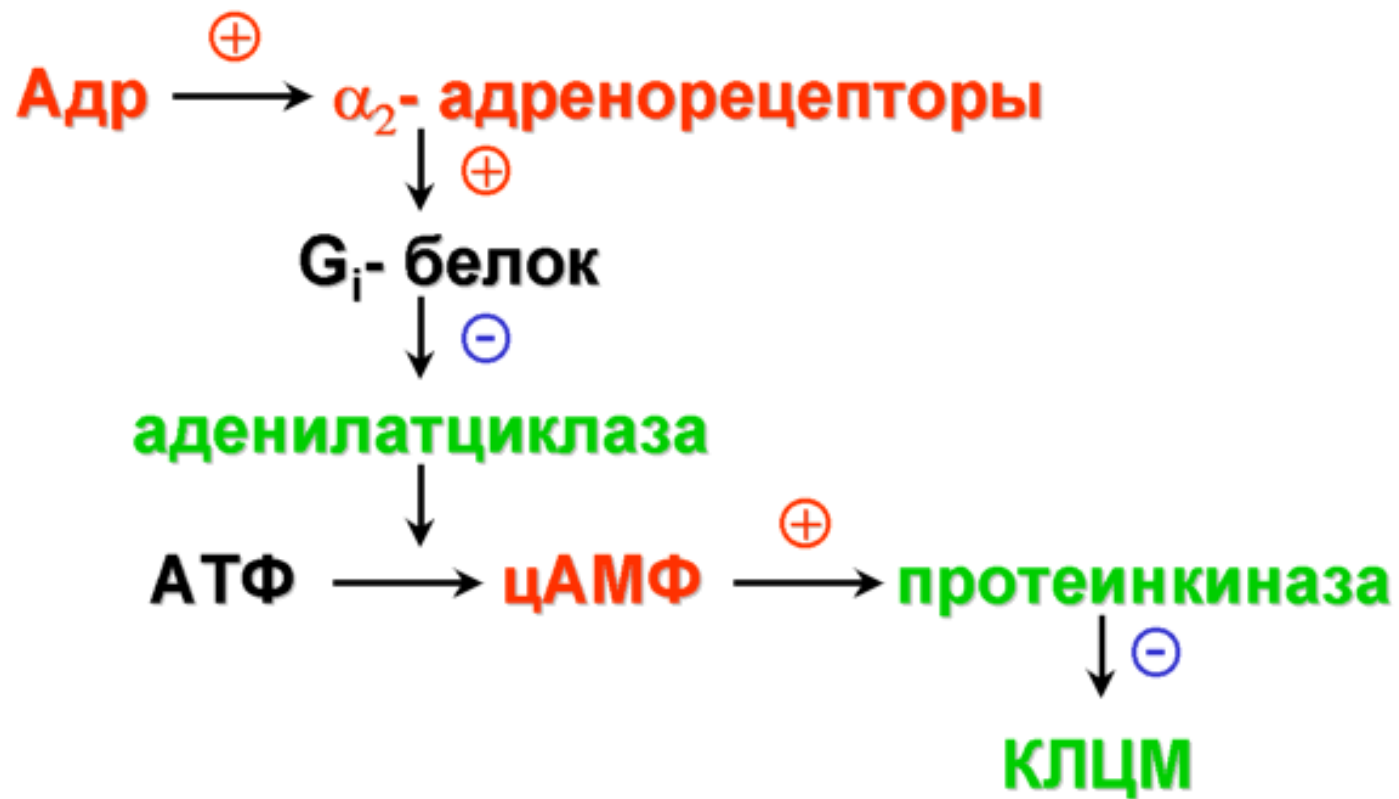 +
Адр α2- адренорецепторы
+
Gi- белок
-
аденилатциклаза
+
АТФ цАМФ протеинкиназа
-
КЛЦМ